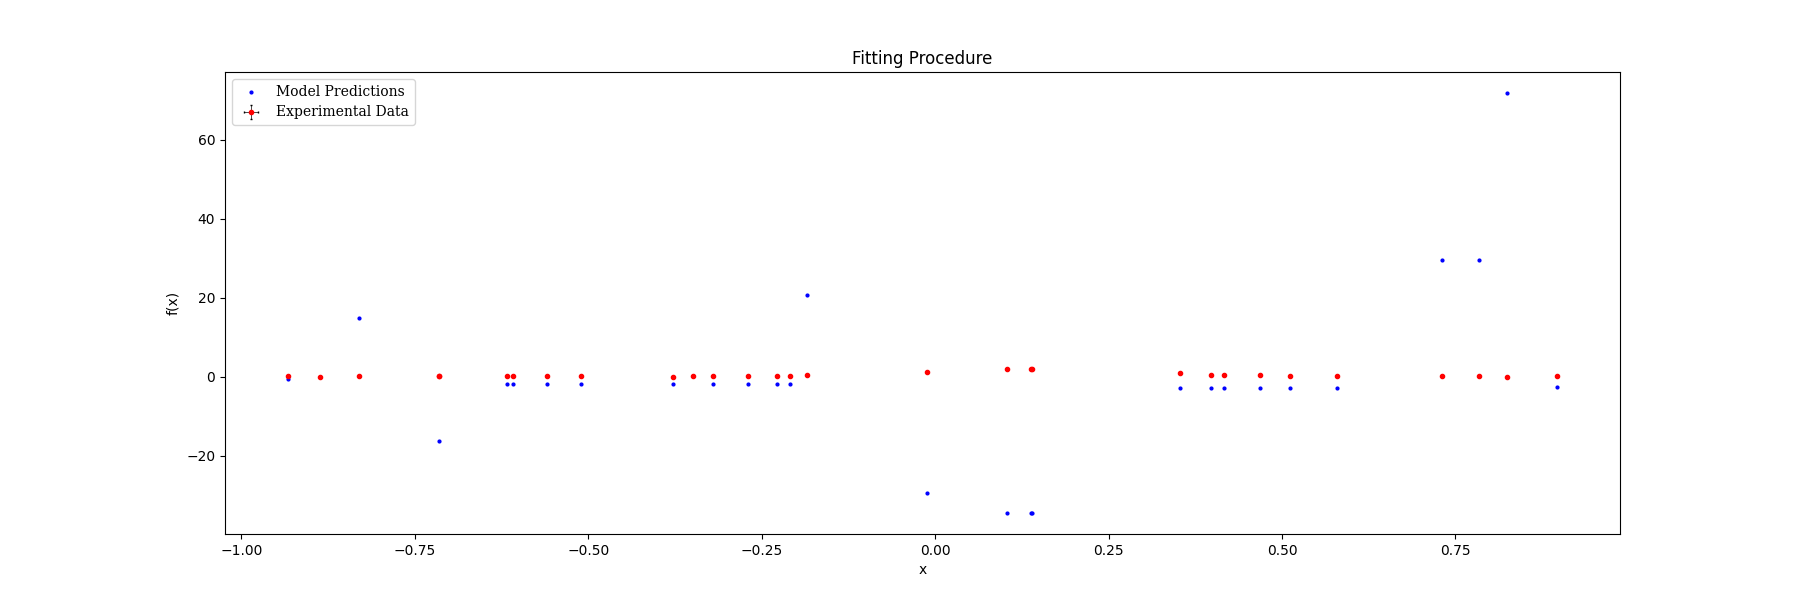 Fitting Procedure
Model Predictions
Experimental Data
f(x)
60
40
20
0
−20
−1.00
−0.75
−0.50
−0.25
0.00
0.25
0.50
0.75
x